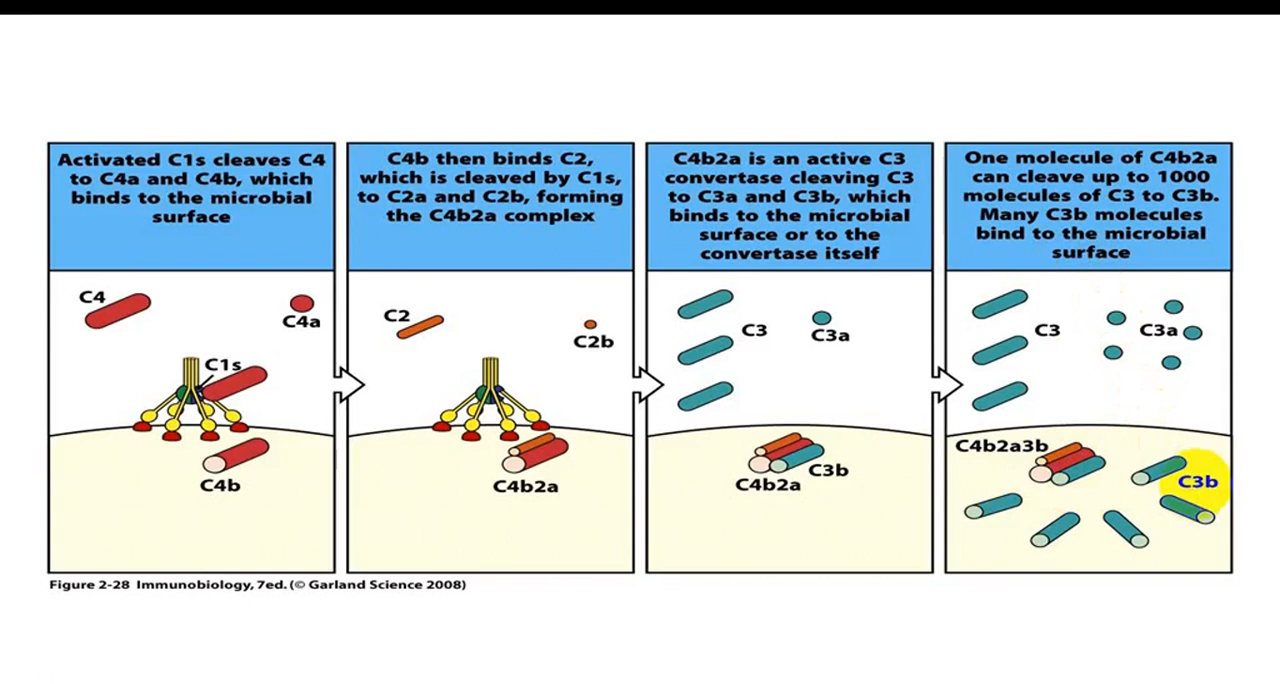 Activated C1s cleaves C4
to C4a and C4b, which
binds to the microbial
surface
C4
C4a
C1s
C4b
C4b then binds C2,
which is cleaved by C1s,
to C2a and C2b, forming
the C4b2a complex
C2
C2b
C4b2a
C4b2a is an active C3
convertase cleaving C3
to C3a and C3b, which
binds to the microbial
surface or to the
convertase itself
C3
C3a
C3b
C4b2a
One molecule of C4b2a
can cleave up to 1000
molecules of C3 to C3b.
Many C3b molecules
bind to the microbial
surface
C3
C3a
C4b2a3b
C3b
Figure 2-28 Immunobiology, 7ed. (© Garland Science 2008)